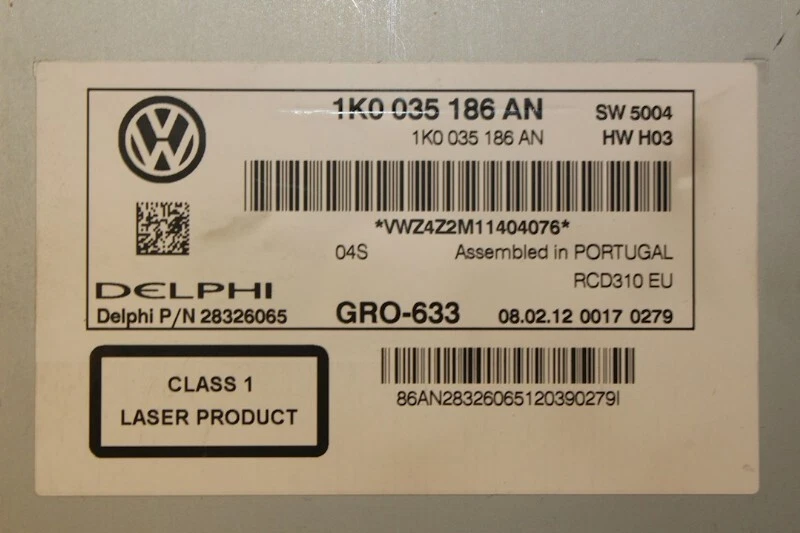 1K0 035 186 AN SW 5004
1K0 035 186 AN HW H03
*VWZ4Z2M11404076*
04S Assembled in PORTUGAL
RCD310 EU
DELPHI
Delphi P/N 28326065 GRO-633 08.02.12 0017 0279
CLASS 1
LASER PRODUCT
86AN28326065120390279I